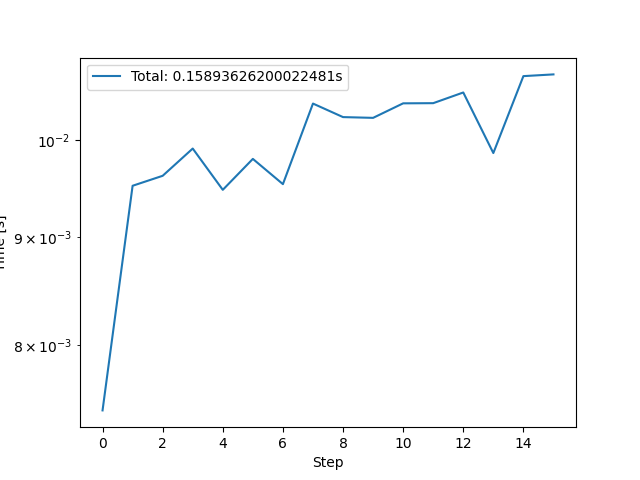 Total: 0.15893626200022481s
10⁻²
9 × 10⁻³
8 × 10⁻³
Time [s]
0 2 4 6 8 10 12 14
Step